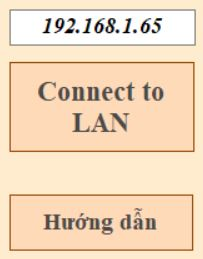 192.168.1.65
Connect to
LAN
Hướng dẫn